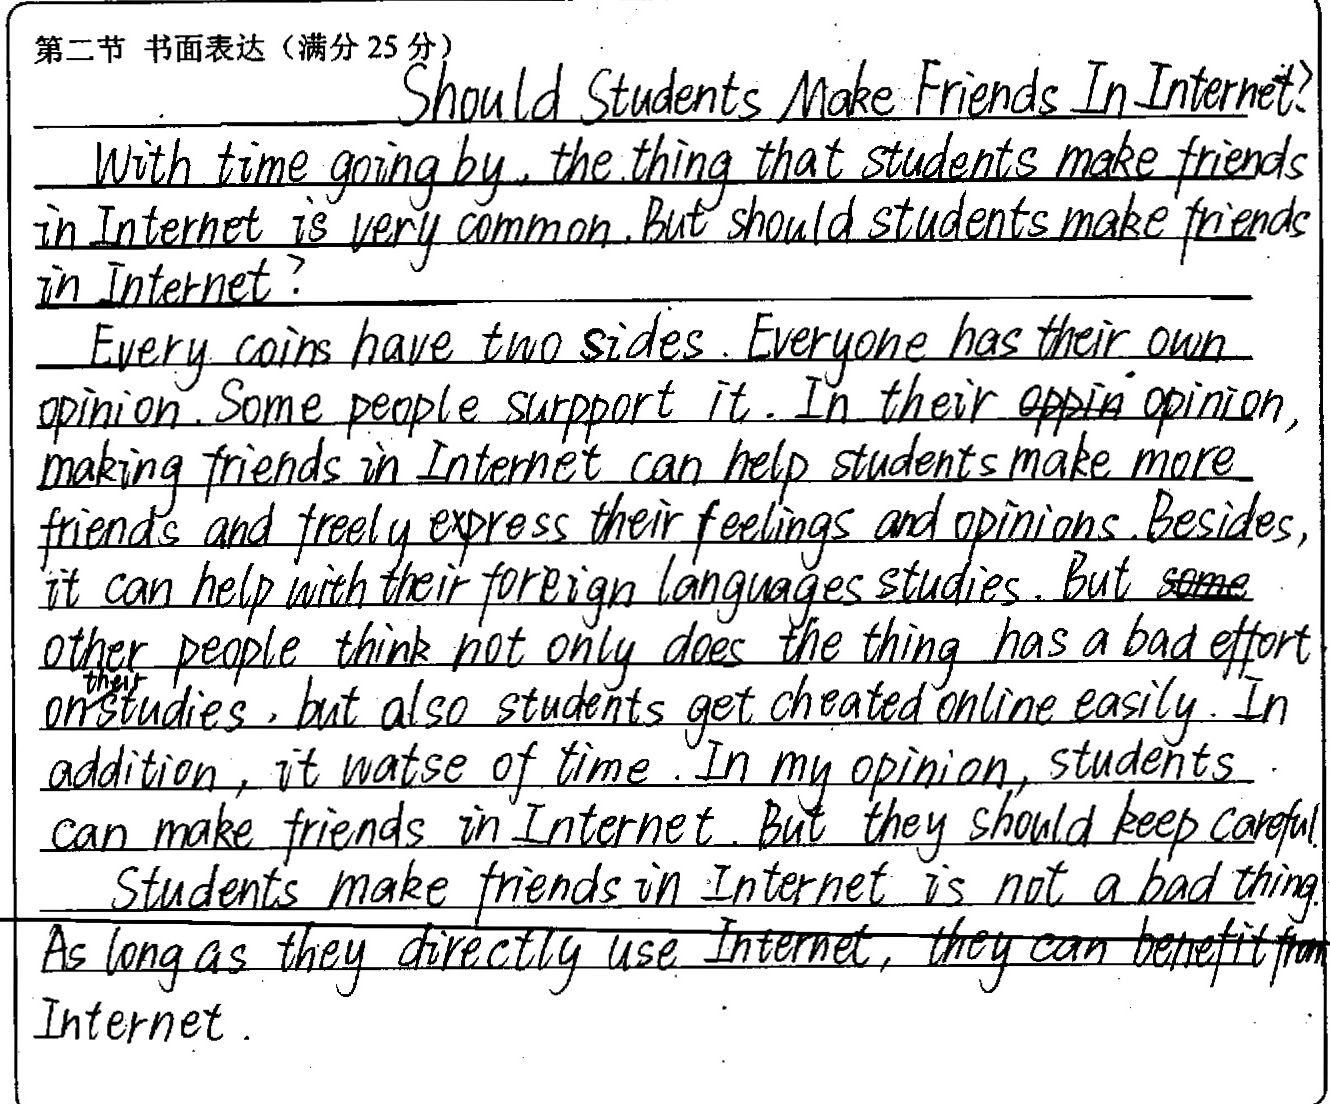 第二节 书面表达（满分 25 分）
Should Students Make Friends In Internet?
With time going by, the thing that students make friends
in Internet is very common. But should students make friends
in Internet?
Every coins have two sides. Everyone has their own
opinion. Some people surpport it. In their oppin opinion,
making friends in Internet can help students make more
friends and freely express their feelings and opinions. Besides,
it can help with their foreign languages studies. But some
other people think not only does the thing has a bad effort
on their studies, but also students get cheated online easily. In
addition, it watse of time. In my opinion, students
can make friends in Internet. But they should keep careful.
Students make friends in Internet is not a bad thing.
As long as they directly use Internet, they can benefit from
Internet.